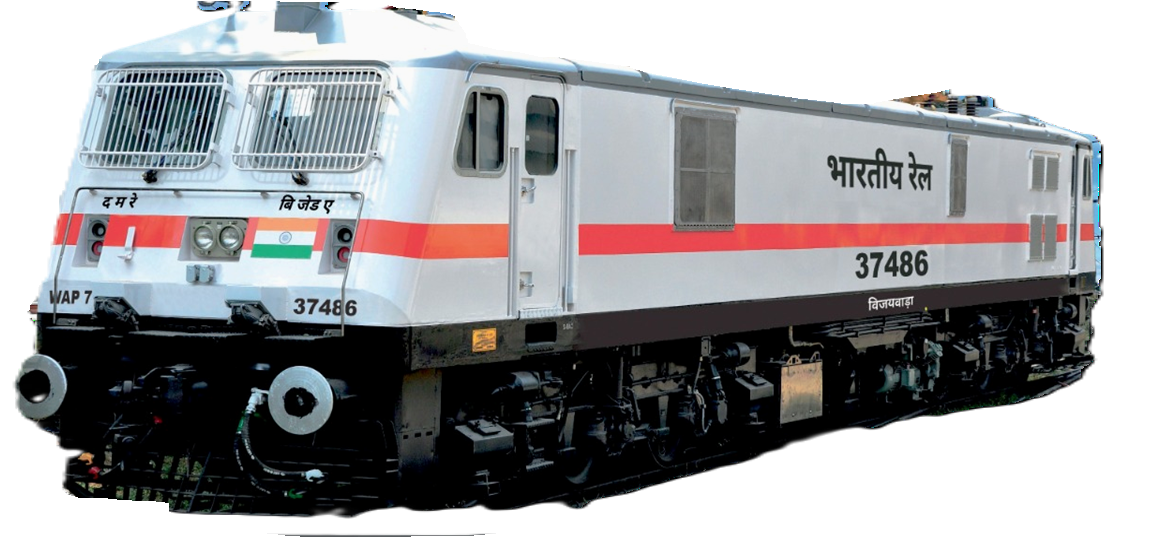 द म रे
बि जेड ए
WAP 7
37486
भारतीय रेल
37486
विजयवाड़ा